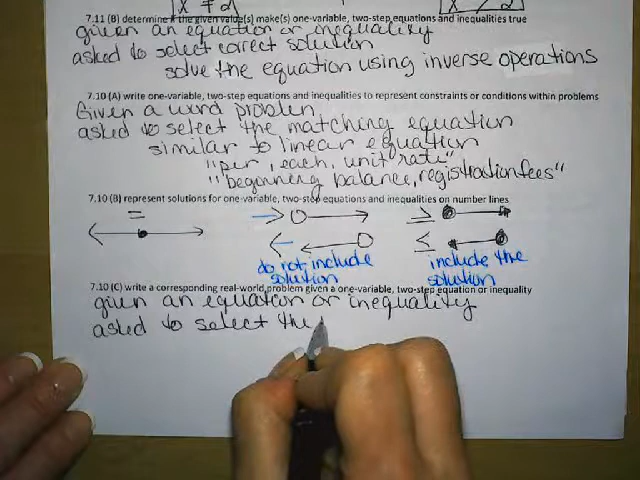 x ≠ 2
7.11 (B) determine if the given value(s) make(s) one-variable, two-step equations and inequalities true
given an equation or inequality
asked to select correct solution
solve the equation using inverse operations
7.10 (A) write one-variable, two-step equations and inequalities to represent constraints or conditions within problems
Given a word problem
asked to select the matching equation
similar to linear equation
"per, each, unit rate"
"beginning balance, registration fees"
7.10 (B) represent solutions for one-variable, two-step equations and inequalities on number lines
= > ≥
< ≤
do not include include the
solution solution
7.10 (C) write a corresponding real-world problem given a one-variable, two-step equation or inequality
given an equation or inequality
asked to select the